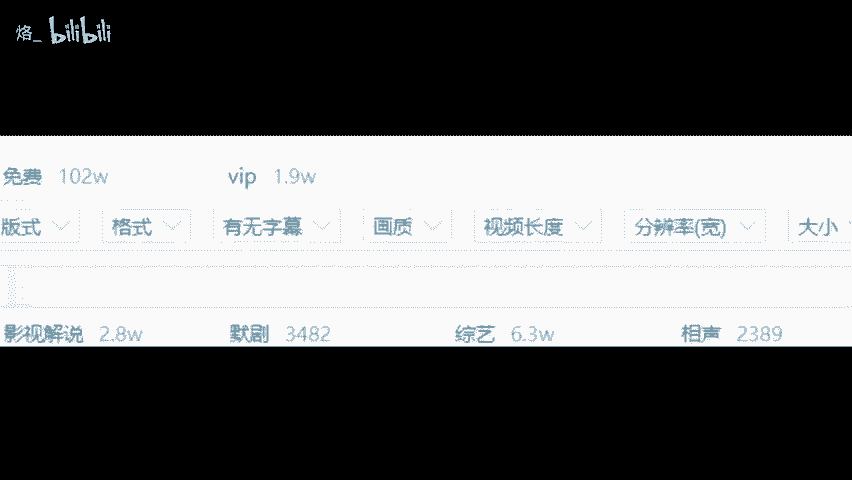 烙_ bilibili
免费 102w vip 1.9w
版式 格式 有无字幕 画质 视频长度 分辨率(宽) 大小
影视解说 2.8w 默剧 3482 综艺 6.3w 相声 2389